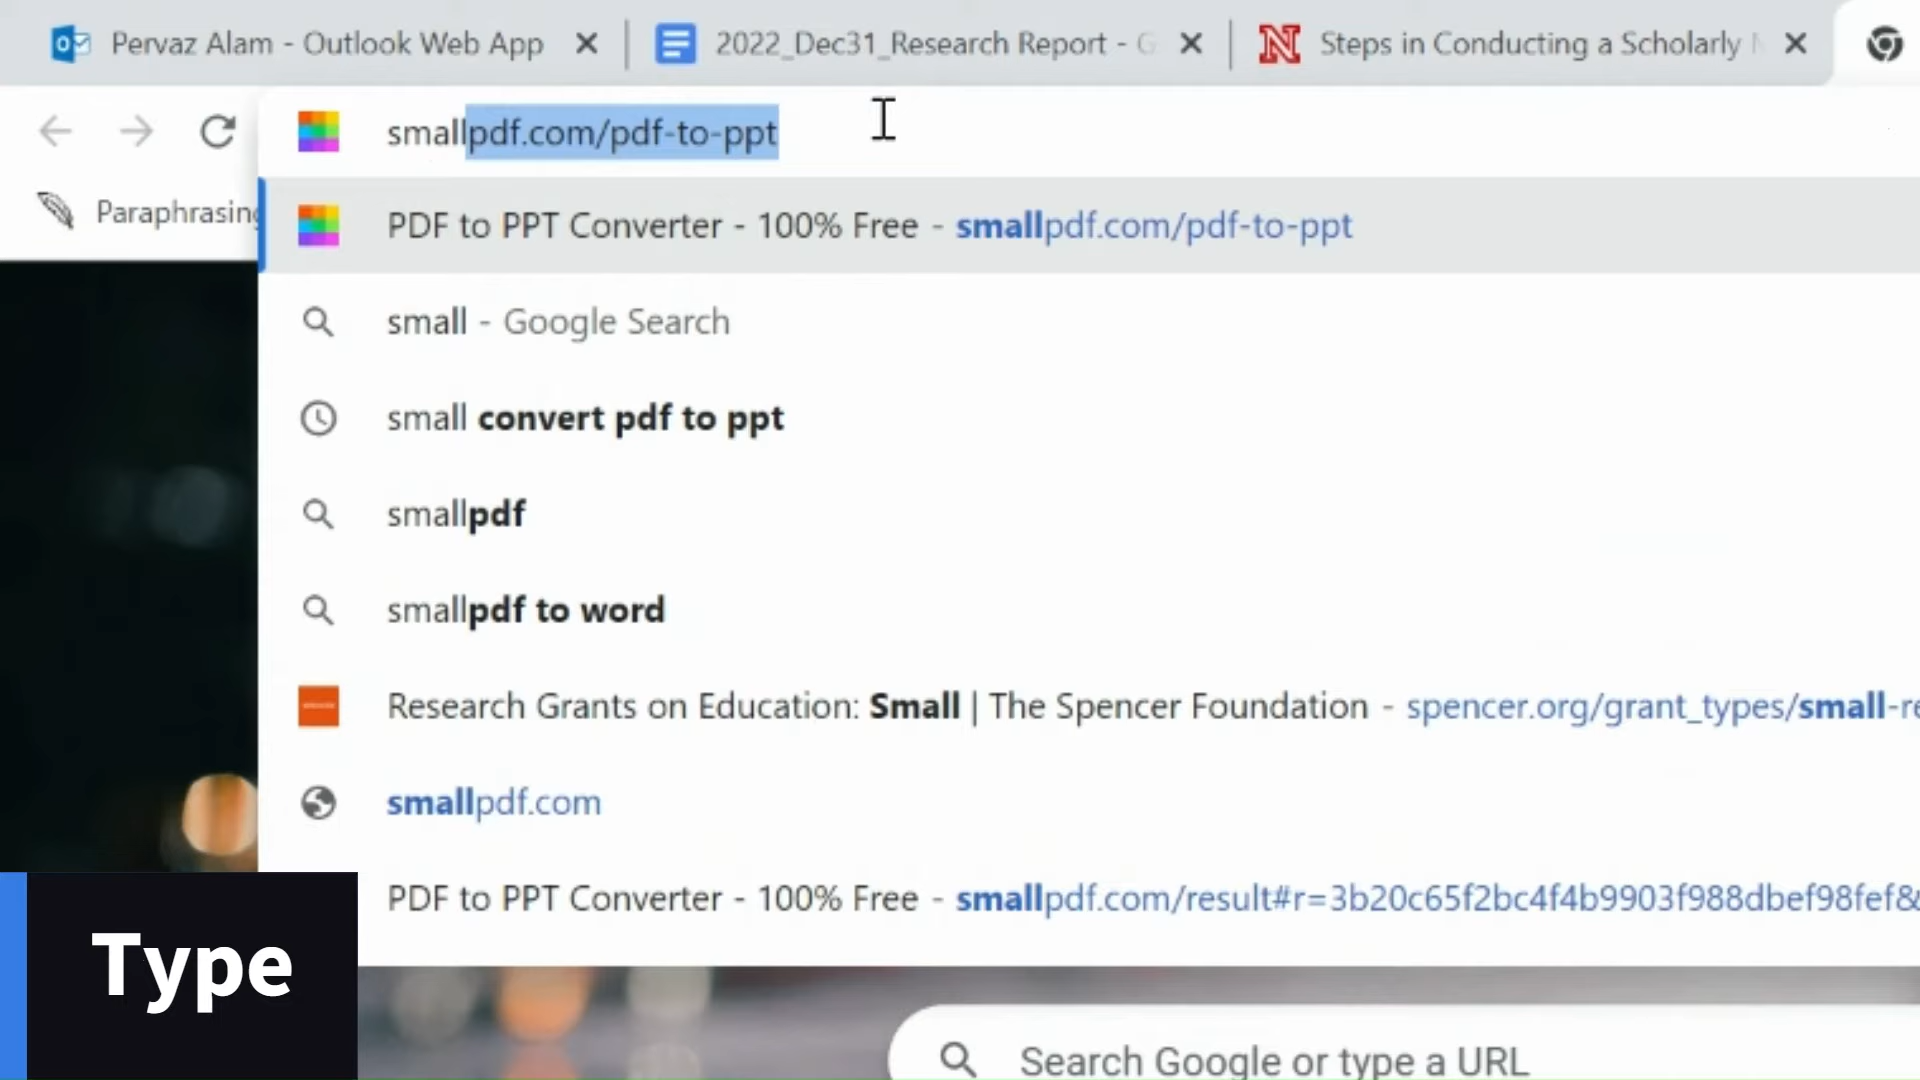 Pervaz Alam - Outlook Web App
2022_Dec31_Research Report - G
Steps in Conducting a Scholarly
smallpdf.com/pdf-to-ppt
Paraphrasing
PDF to PPT Converter - 100% Free - smallpdf.com/pdf-to-ppt
small - Google Search
small convert pdf to ppt
smallpdf
smallpdf to word
Research Grants on Education: Small | The Spencer Foundation - spencer.org/grant_types/small-re
smallpdf.com
PDF to PPT Converter - 100% Free - smallpdf.com/result#r=3b20c65f2bc4f4b9903f988dbef98fef&
Type
Search Google or type a URL